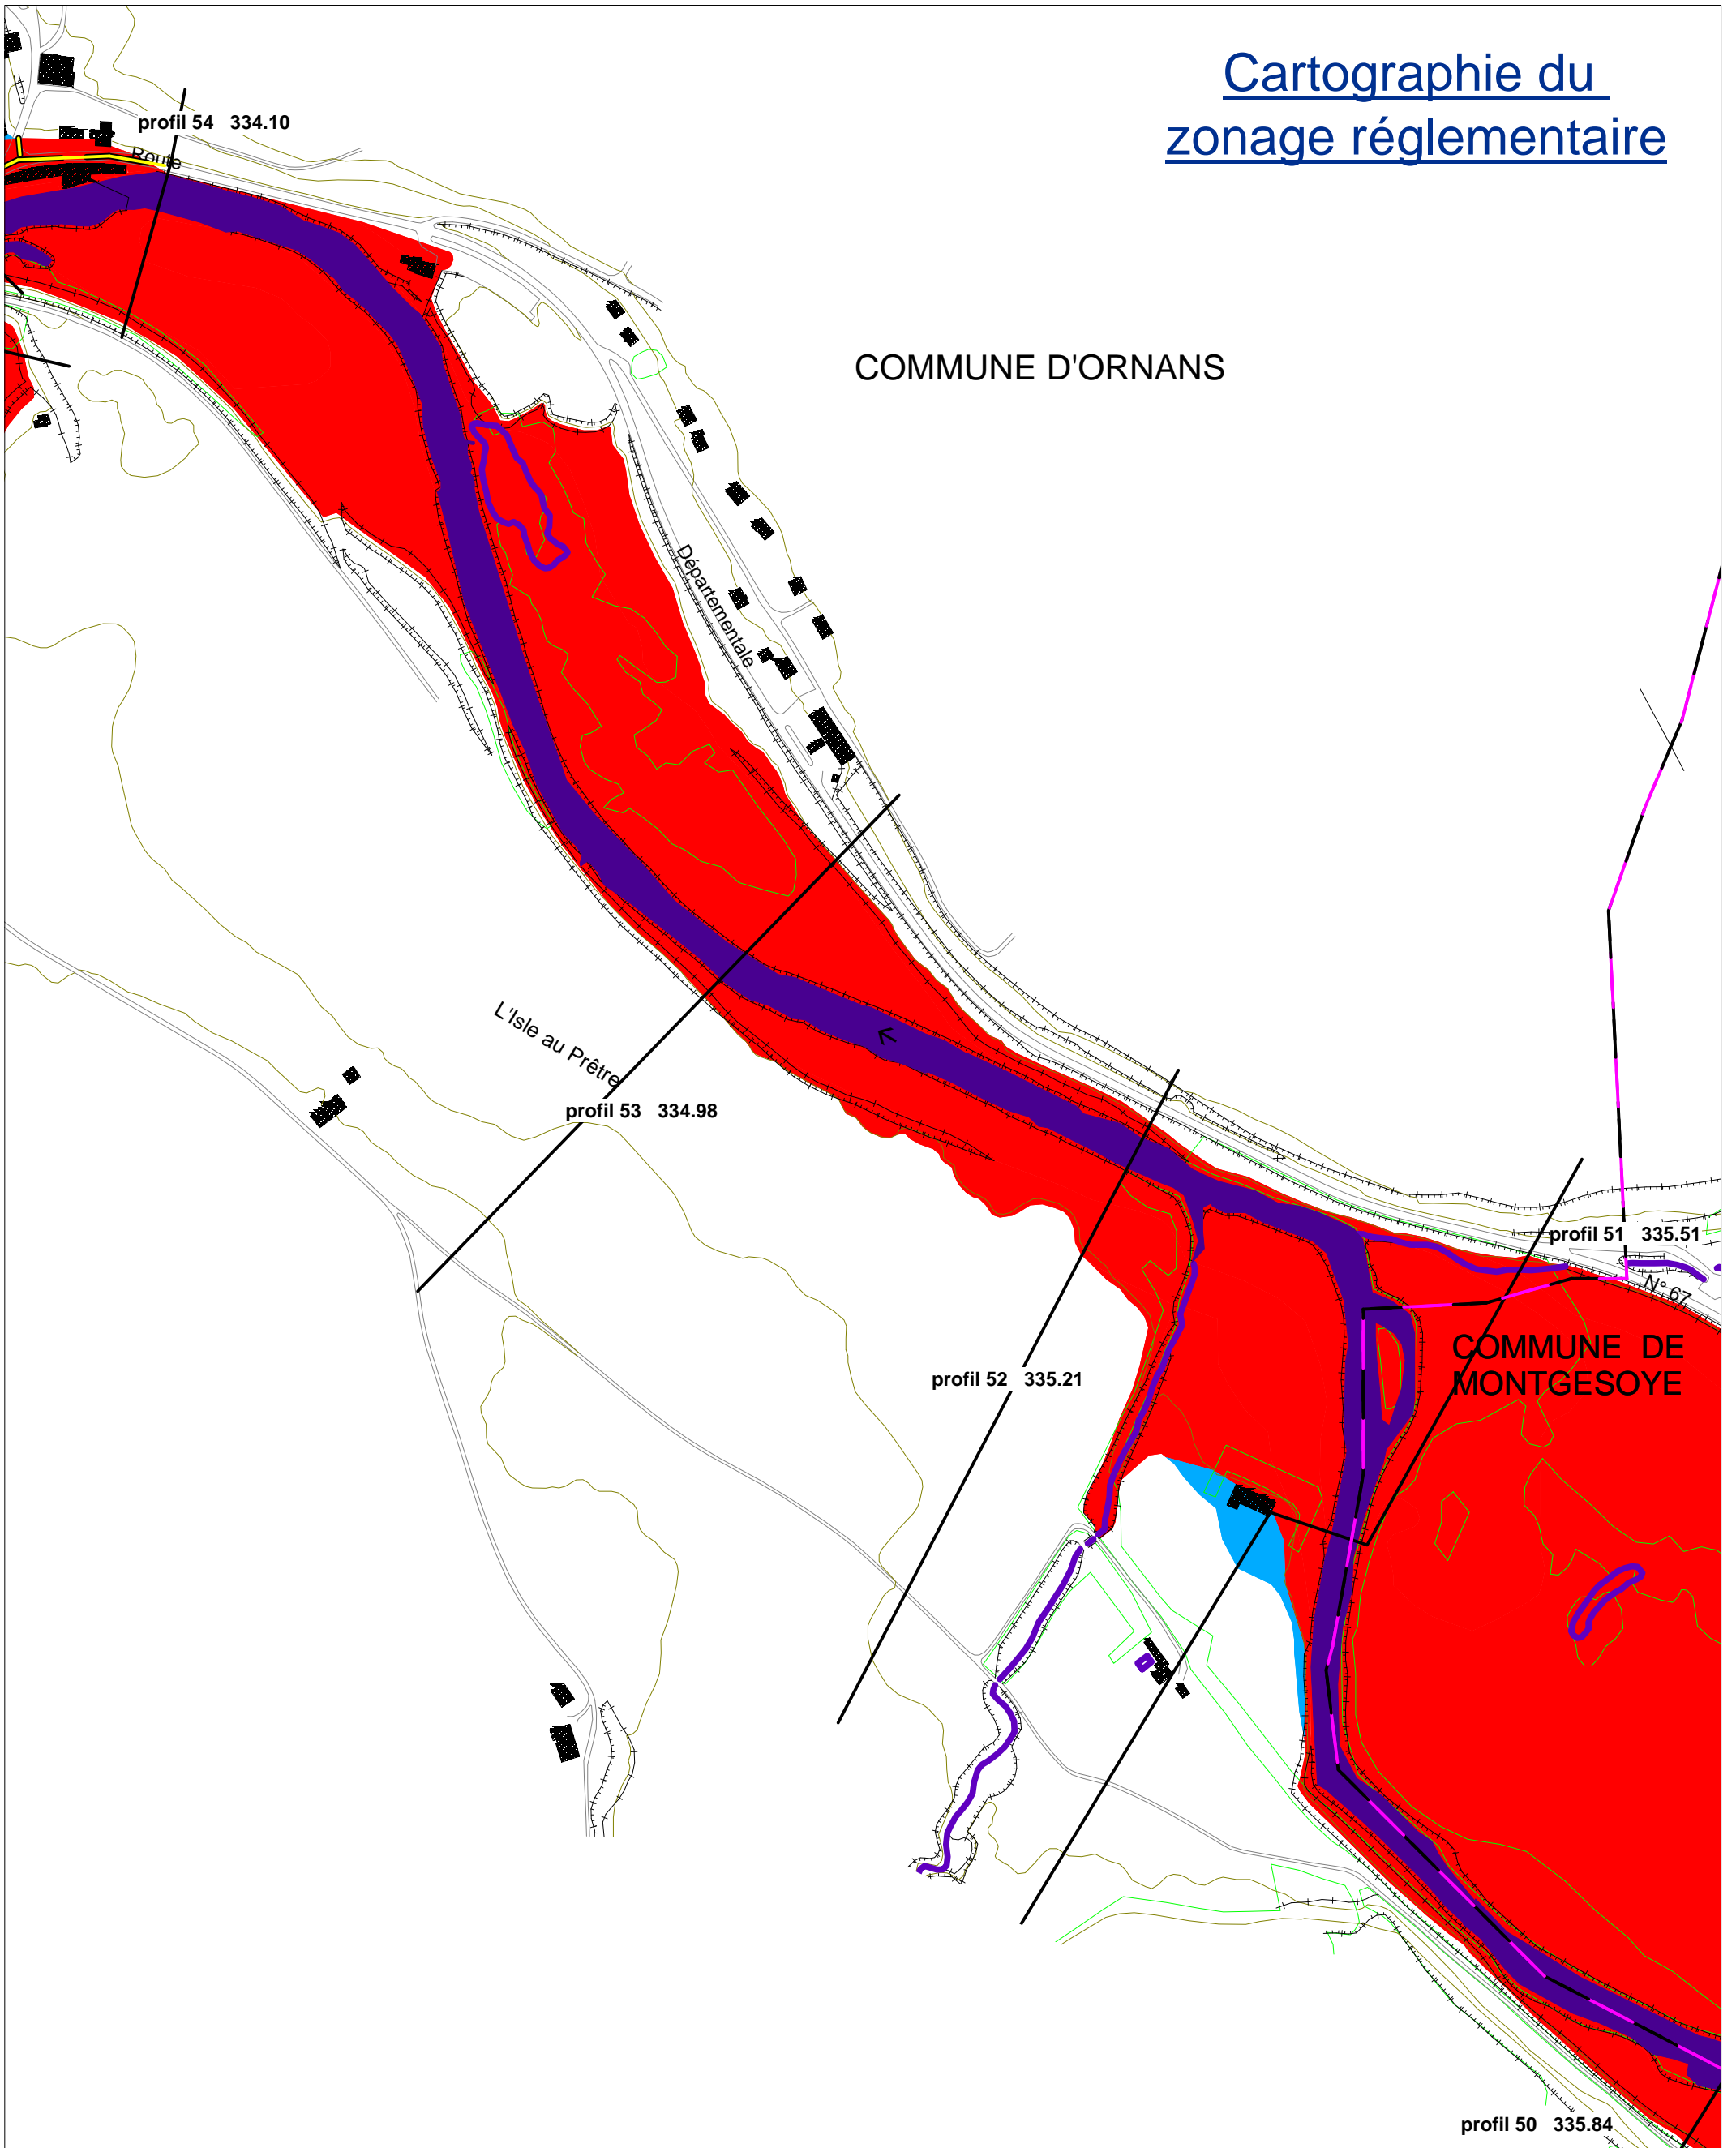 Cartographie du
zonage réglementaire
profil 54 334.10
Route
COMMUNE D'ORNANS
Départementale
L'Isle au Prêtre
profil 53 334.98
profil 51 335.51
N° 67
COMMUNE DE
MONTGESOYE
profil 52 335.21
profil 50 335.84